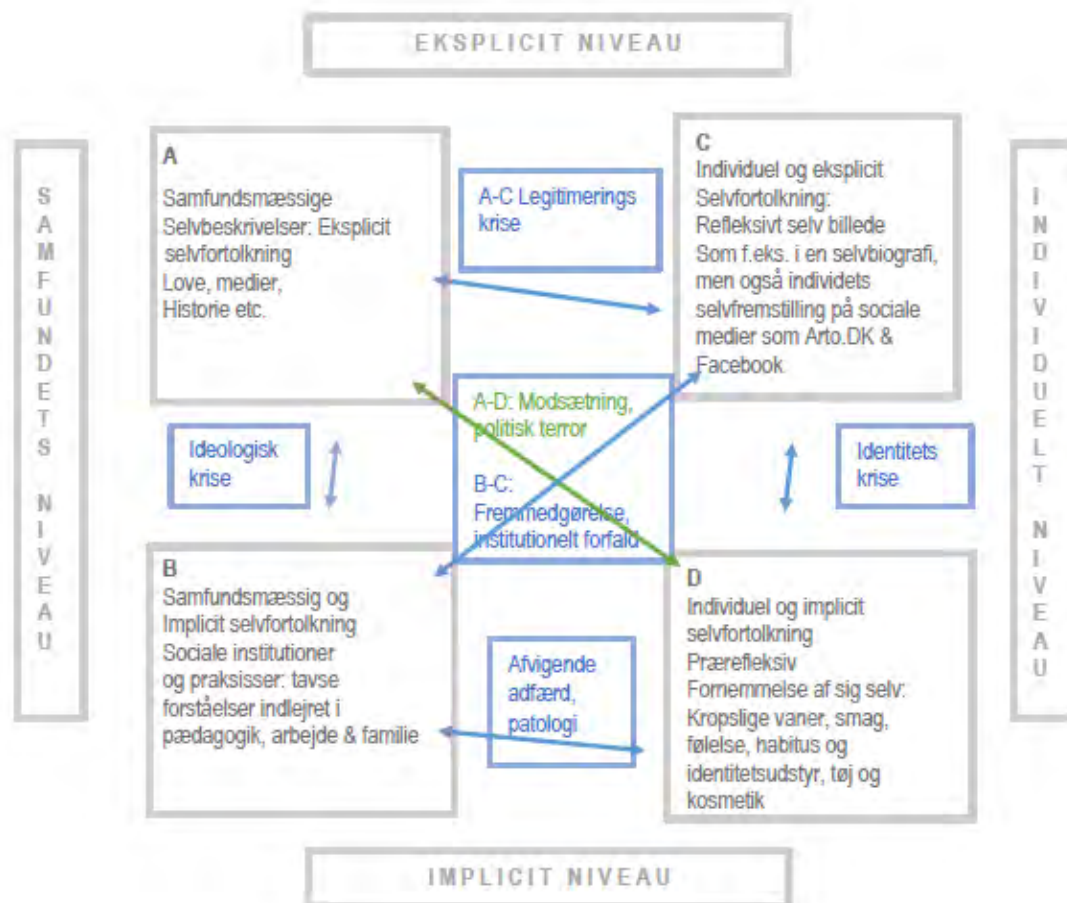 EKSPLICIT NIVEAU
SAMFUNDETS NIVEAU
A
Samfundsmæssige
Selvbeskrivelser: Eksplicit
selvfortolkning
Love, medier,
Historie etc.
A-C Legitimerings
krise
C
Individuel og eksplicit
Selvfortolkning:
Refleksivt selv billede
Som f.eks. i en selvbiografi,
men også individets
selvfremstilling på sociale
medier som Arto.DK &
Facebook
INDIVIDUELT NIVEAU
Ideologisk
krise
A-D: Modsætning,
politisk terror
B-C:
Fremmedgørelse,
institutionelt forfald
Identitets
krise
B
Samfundsmæssig og
Implicit selvfortolkning
Sociale institutioner
og praksisser: tavse
forståelser indlejret i
pædagogik, arbejde & familie
Afvigende
adfærd,
patologi
D
Individuel og implicit
selvfortolkning
Prærefleksiv
Fornemmelse af sig selv:
Kropslige vaner, smag,
følelse, habitus og
identitetsudstyr, tøj og
kosmetik
IMPLICIT NIVEAU